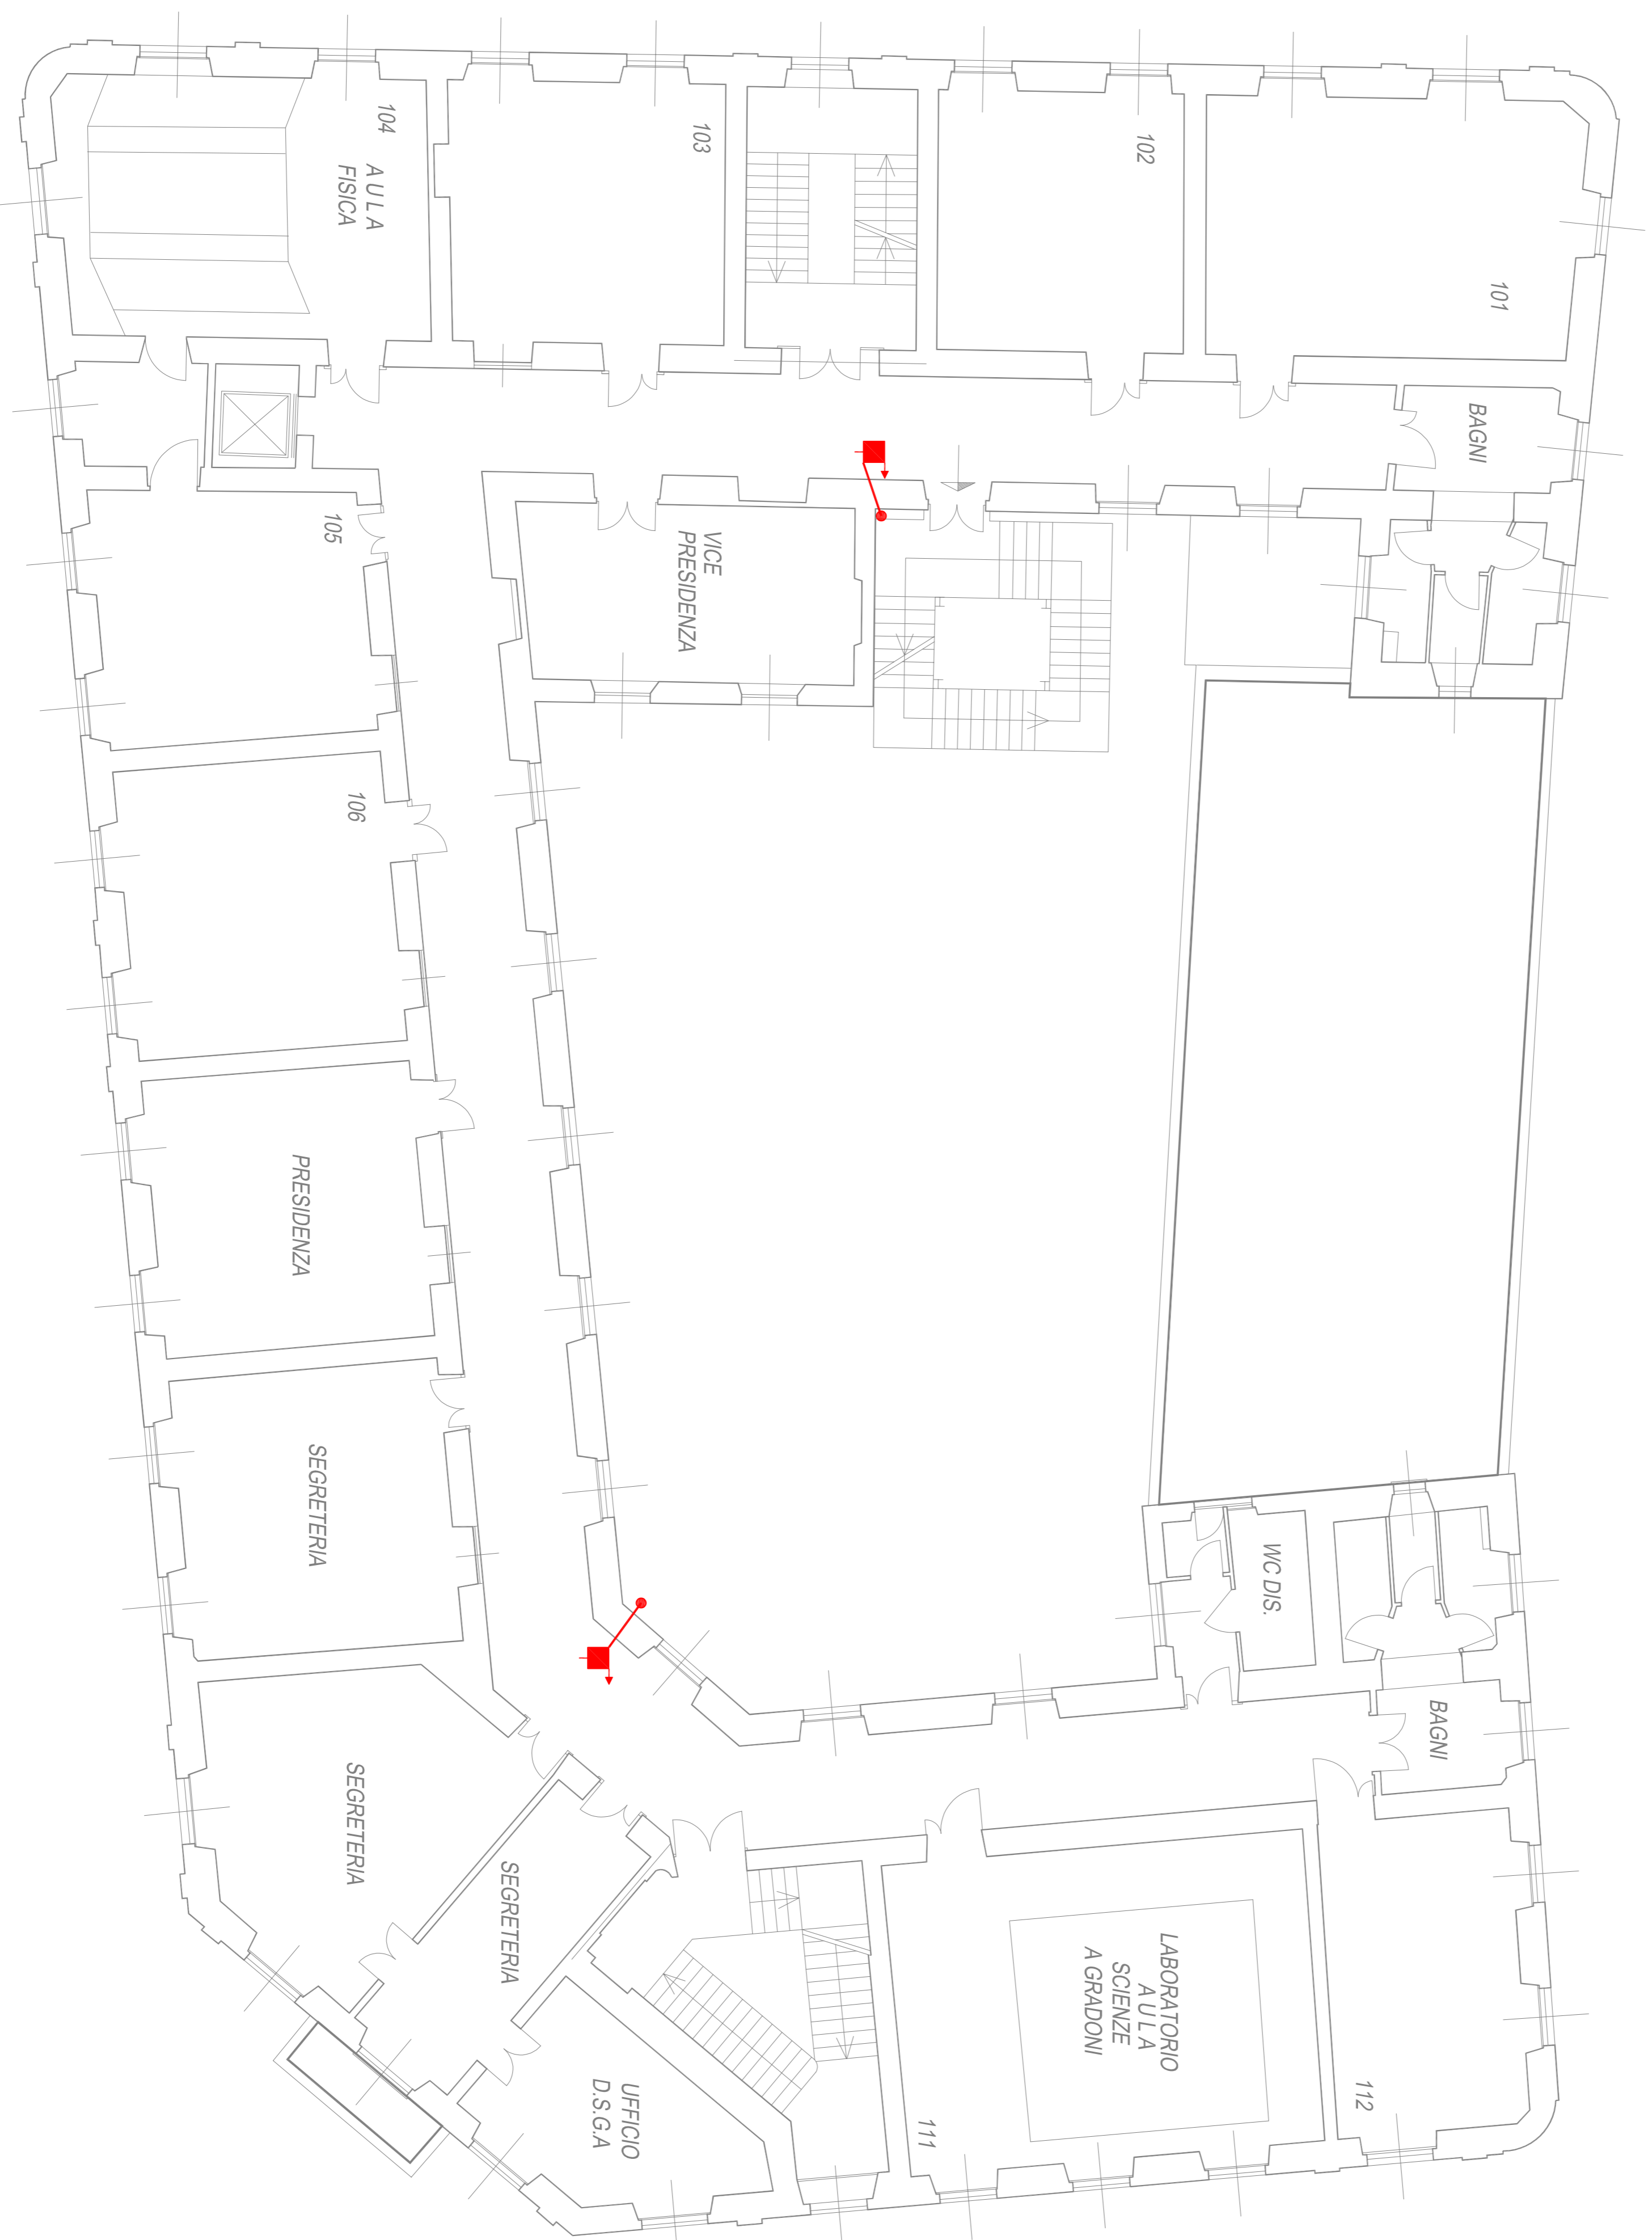 104
AULA
FISICA
103
102
101
BAGNI
105
VICE
PRESIDENZA
106
PRESIDENZA
SEGRETERIA
WC DIS.
BAGNI
SEGRETERIA
SEGRETERIA
LABORATORIO
AULA
SCIENZE
A GRADONI
UFFICIO
D.S.G.A
111
112